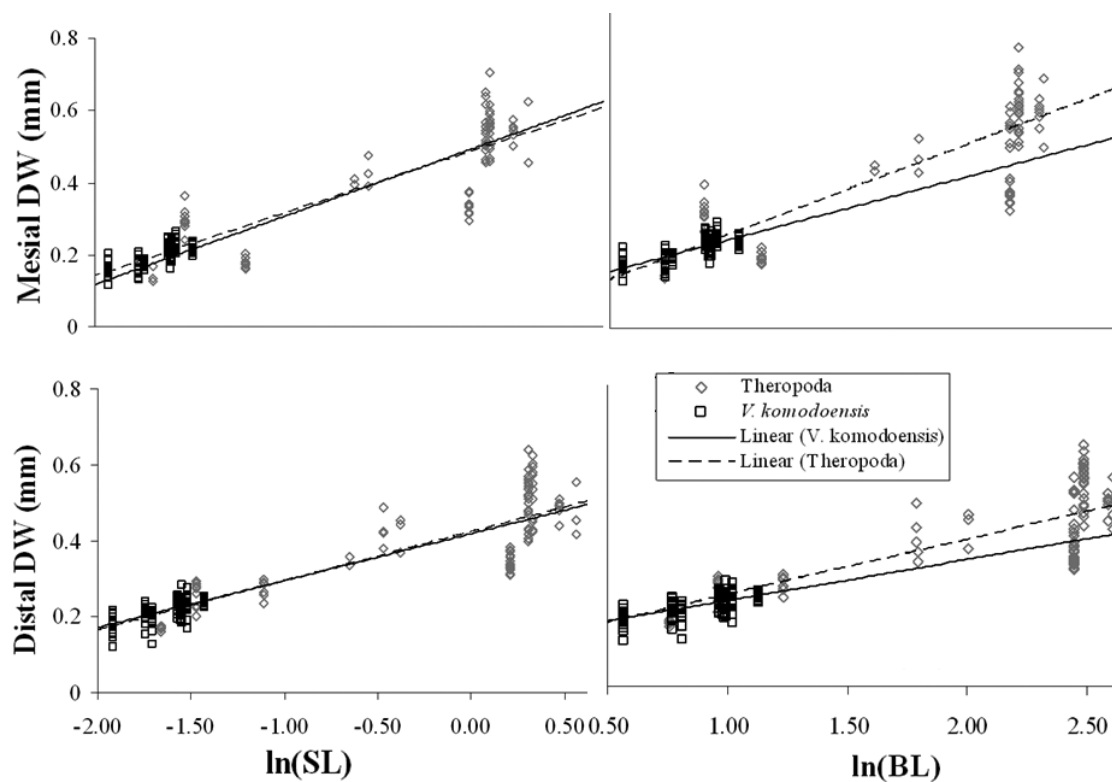 0.8
0.6
0.4
0.2
0
Mesial DW (mm)
0.8
0.6
0.4
0.2
0
Distal DW (mm)
Theropoda
V. komodoensis
Linear (V. komodoensis)
Linear (Theropoda)
-2.00 -1.50 -1.00 -0.50 0.00 0.50
0.50 1.00 1.50 2.00 2.50
ln(SL)
ln(BL)